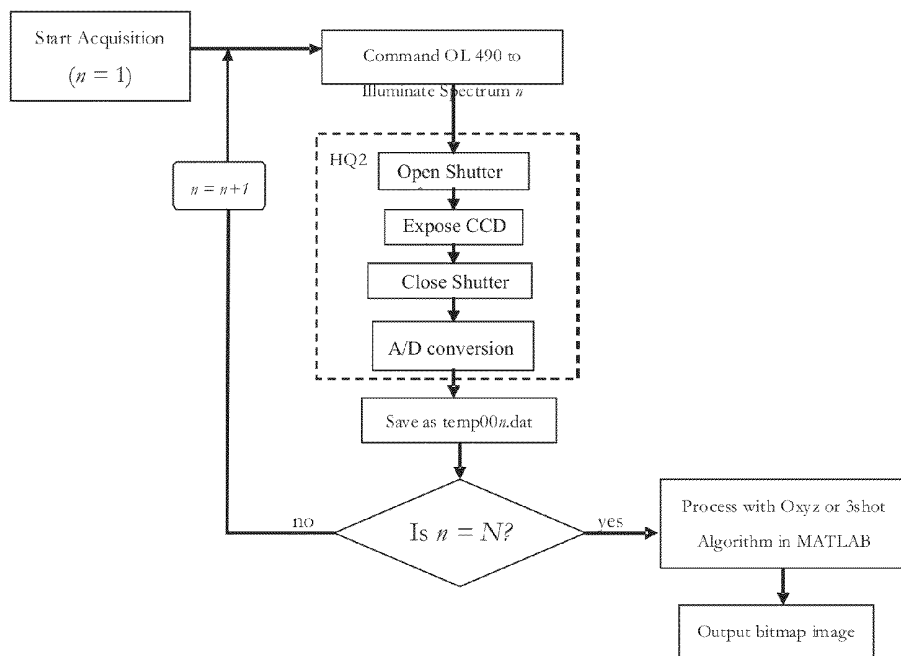 Start Acquisition
(n = 1)
Command OL 490 to
Illuminate Spectrum n
HQ2
Open Shutter
n = n+1
Expose CCD
Close Shutter
A/D conversion
Save as temp00n.dat
no
Is n = N?
yes
Process with Oxyz or 3shot
Algorithm in MATLAB
Output bitmap image